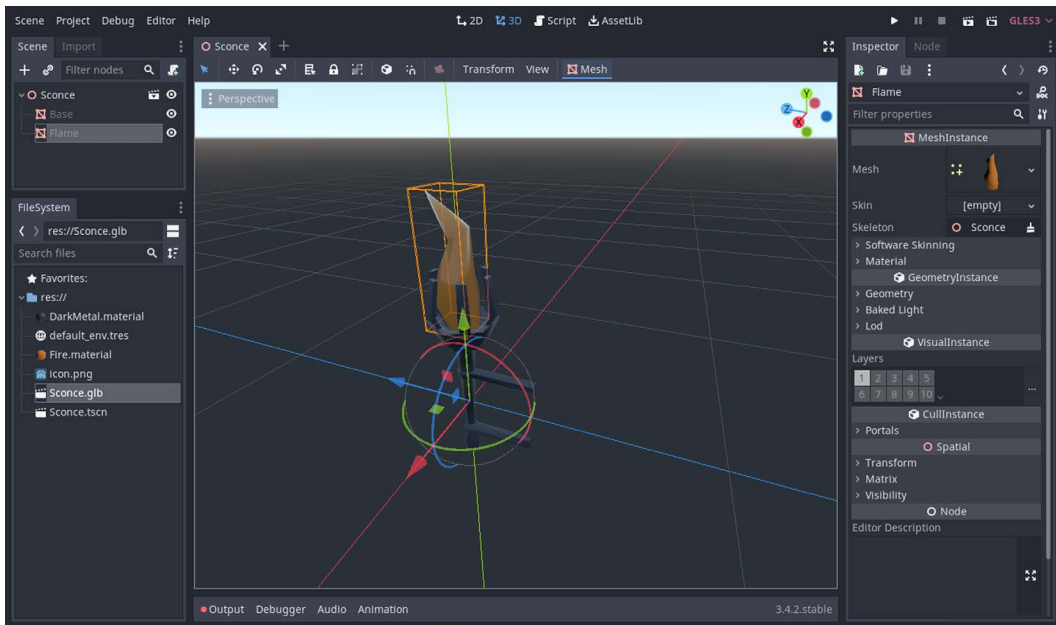 Scene Project Debug Editor Help
2D 3D Script AssetLib
GLES3
Scene Import
Filter nodes
Sconce
Base
Flame
FileSystem
res://Sconce.glb
Search files
Favorites:
res://
DarkMetal.material
default_env.tres
Fire.material
icon.png
Sconce.glb
Sconce.tscn
Sconce
Transform View Mesh
Perspective
Y
Z
X
Output Debugger Audio Animation
3.4.2.stable
Inspector Node
Flame
Filter properties
MeshInstance
Mesh
Skin [empty]
Skeleton Sconce
Software Skinning
Material
GeometryInstance
Geometry
Baked Light
Lod
VisualInstance
Layers
1 2 3 4 5
6 7 8 9 10
...
CullInstance
Portals
Spatial
Transform
Matrix
Visibility
Node
Editor Description